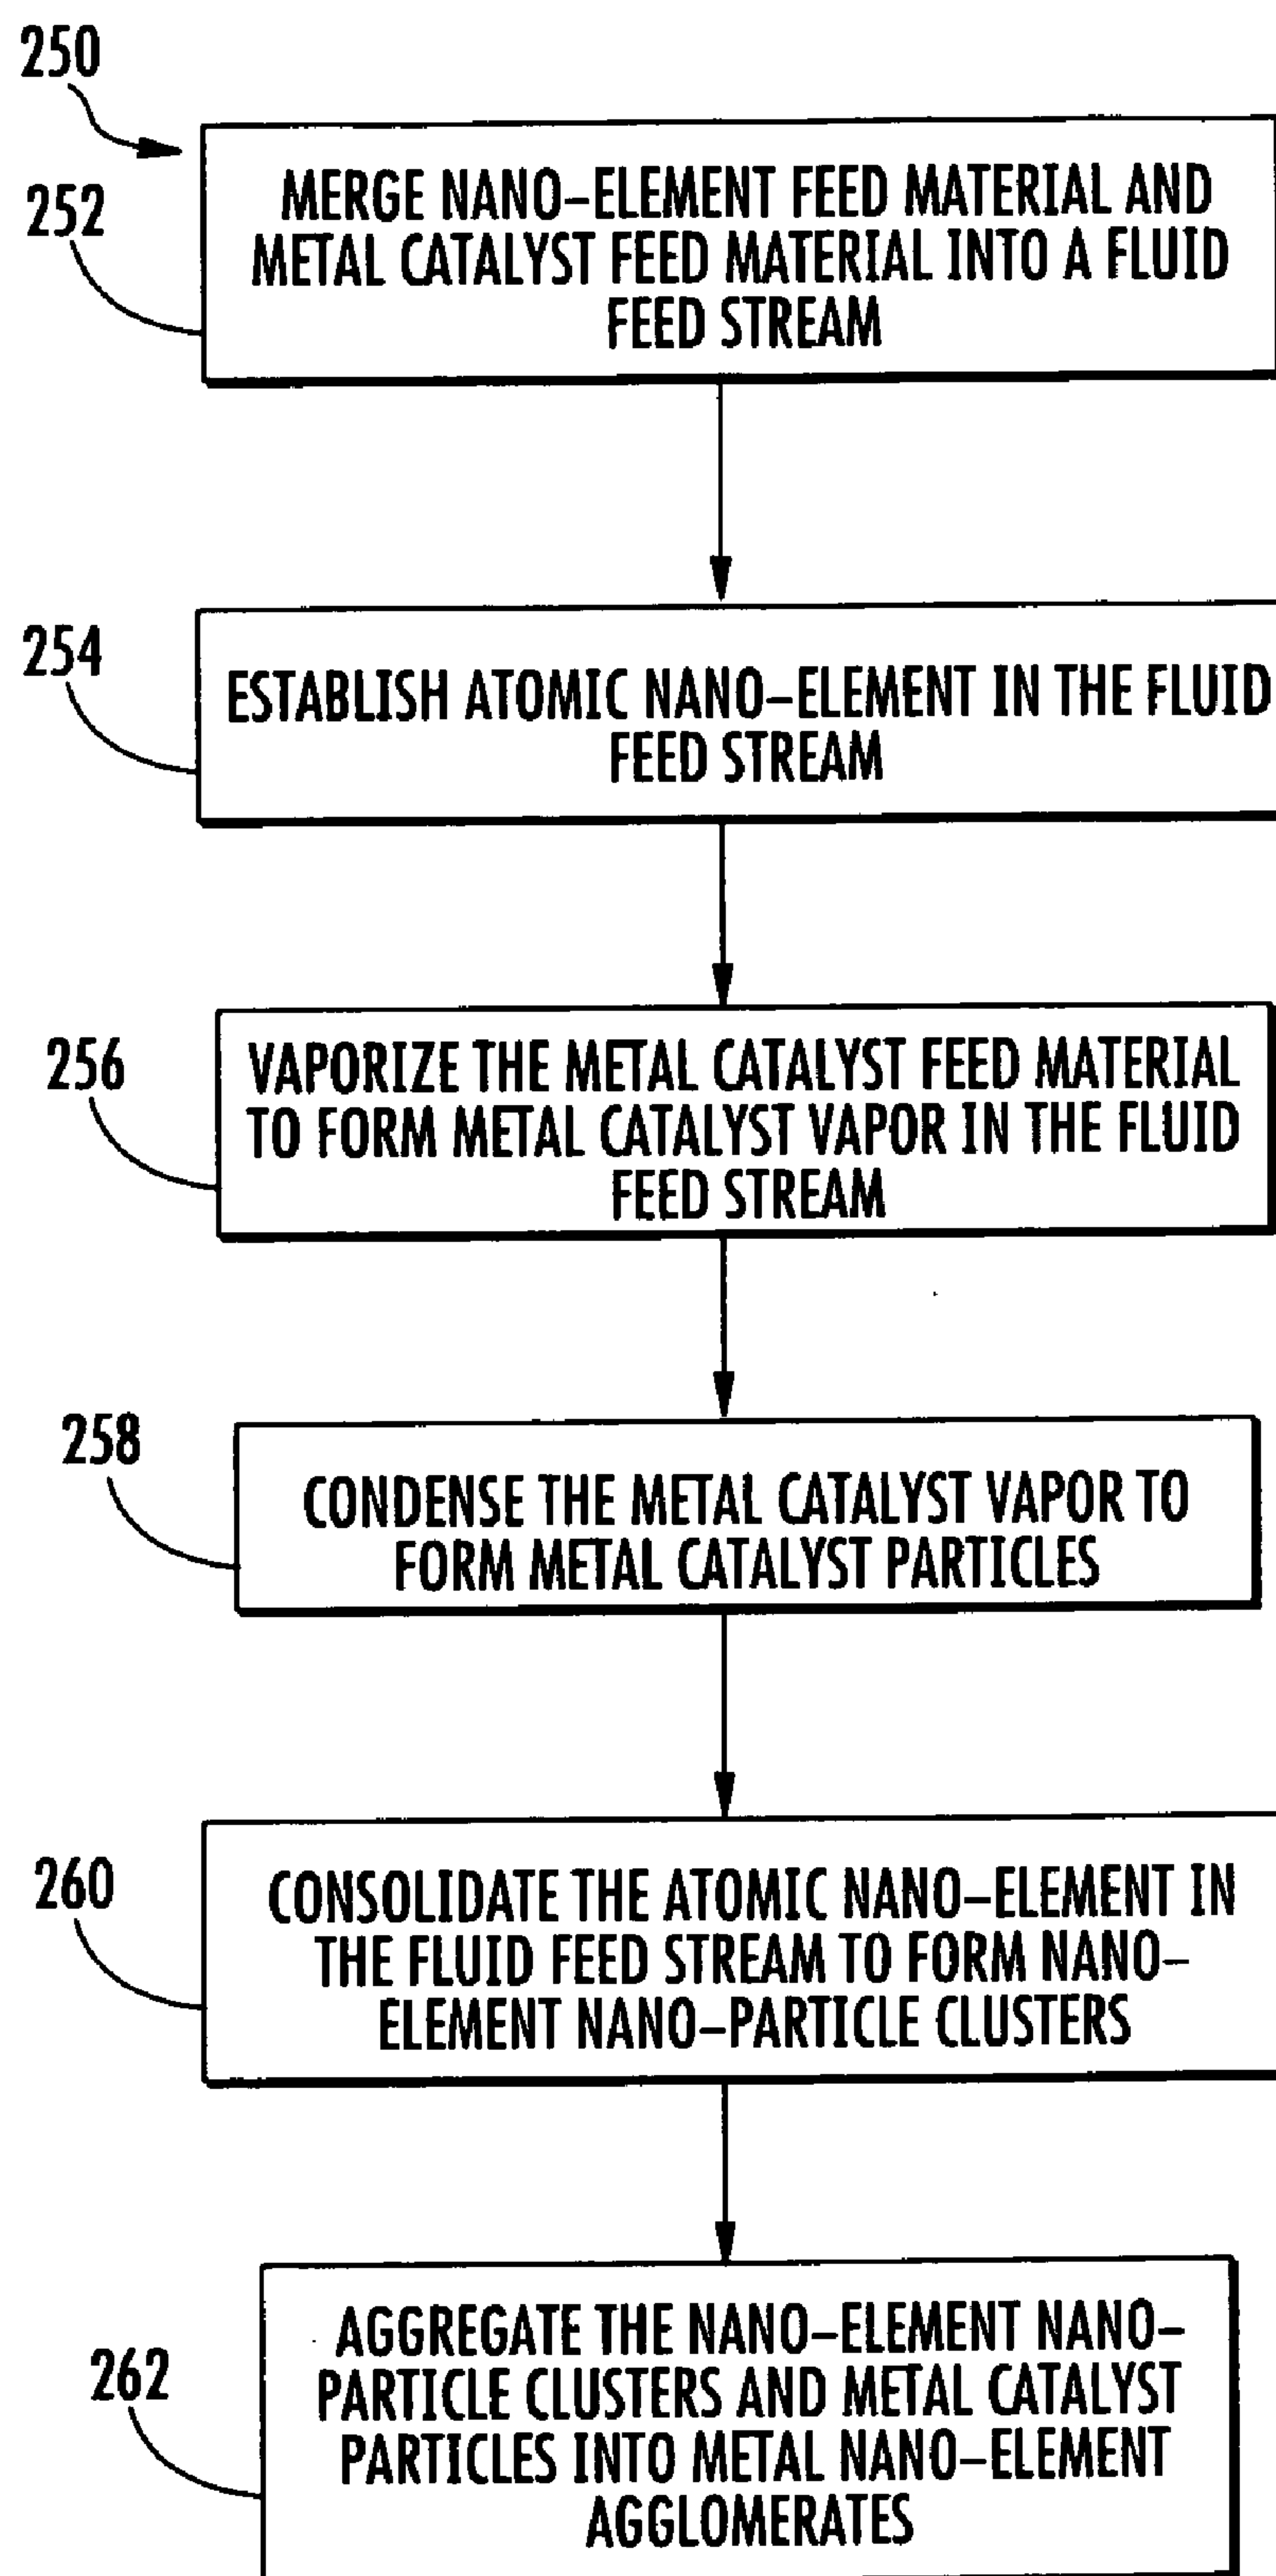 250
252
MERGE NANO–ELEMENT FEED MATERIAL AND
METAL CATALYST FEED MATERIAL INTO A FLUID
FEED STREAM
254
ESTABLISH ATOMIC NANO–ELEMENT IN THE FLUID
FEED STREAM
256
VAPORIZE THE METAL CATALYST FEED MATERIAL
TO FORM METAL CATALYST VAPOR IN THE FLUID
FEED STREAM
258
CONDENSE THE METAL CATALYST VAPOR TO
FORM METAL CATALYST PARTICLES
260
CONSOLIDATE THE ATOMIC NANO–ELEMENT IN
THE FLUID FEED STREAM TO FORM NANO–
ELEMENT NANO–PARTICLE CLUSTERS
262
AGGREGATE THE NANO–ELEMENT NANO–
PARTICLE CLUSTERS AND METAL CATALYST
PARTICLES INTO METAL NANO–ELEMENT
AGGLOMERATES